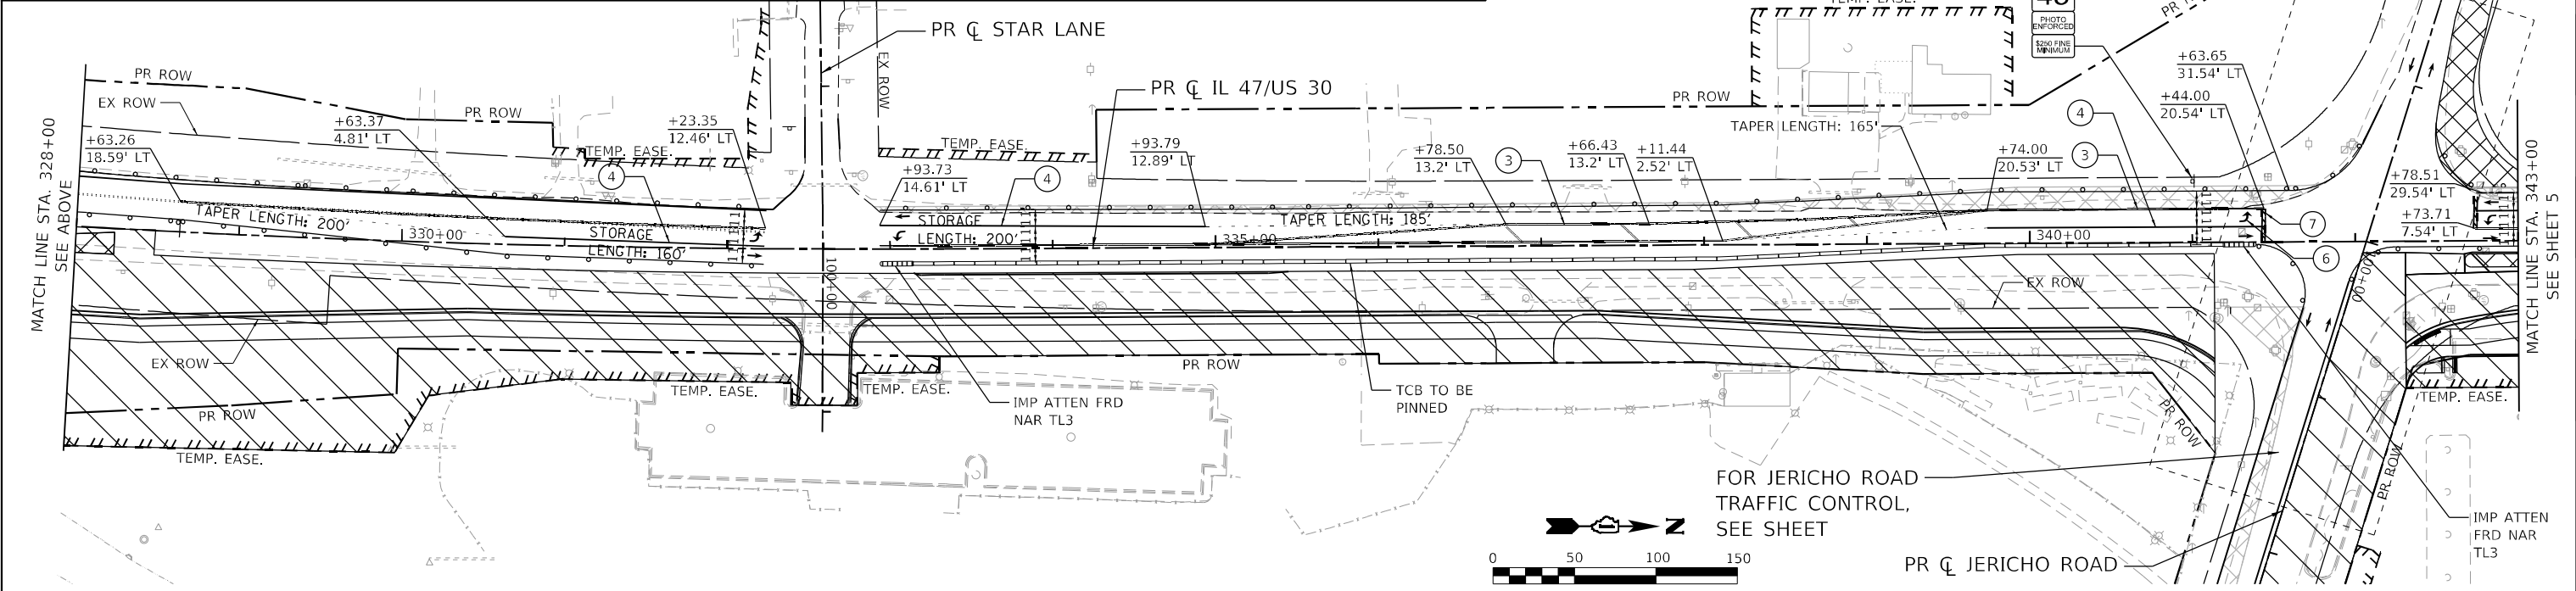 PR ℄ STAR LANE
PR ℄ IL 47/US 30
PR ROW
EX ROW
PR ROW
EX ROW
TEMP. EASE.
TEMP. EASE.
PR ROW
TEMP. EASE.
PHOTO
ENFORCED
$250 FINE
MINIMUM
MATCH LINE STA. 328+00
SEE ABOVE
+63.26
18.59' LT
+63.37
4.81' LT
+23.35
12.46' LT
4
+93.73
14.61' LT
4
+93.79
12.89' LT
+78.50
13.2' LT
3
+66.43
13.2' LT
+11.44
2.52' LT
TAPER LENGTH: 165'
+74.00
20.53' LT
4
3
+63.65
31.54' LT
+44.00
20.54' LT
+78.51
29.54' LT
+73.71
7.54' LT
7
6
MATCH LINE STA. 343+00
SEE SHEET 5
TAPER LENGTH: 200'
330+00
STORAGE
LENGTH: 160'
STORAGE
LENGTH: 200'
TAPER LENGTH: 185'
335+00
340+00
100+00
00+00
EX ROW
EX ROW
PR ROW
TEMP. EASE.
TEMP. EASE.
TEMP. EASE.
IMP ATTEN FRD
NAR TL3
PR ROW
TCB TO BE
PINNED
PR ROW
PR ROW
TEMP. EASE.
FOR JERICHO ROAD
TRAFFIC CONTROL,
SEE SHEET
N
0 50 100 150
PR ℄ JERICHO ROAD
IMP ATTEN
FRD NAR
TL3